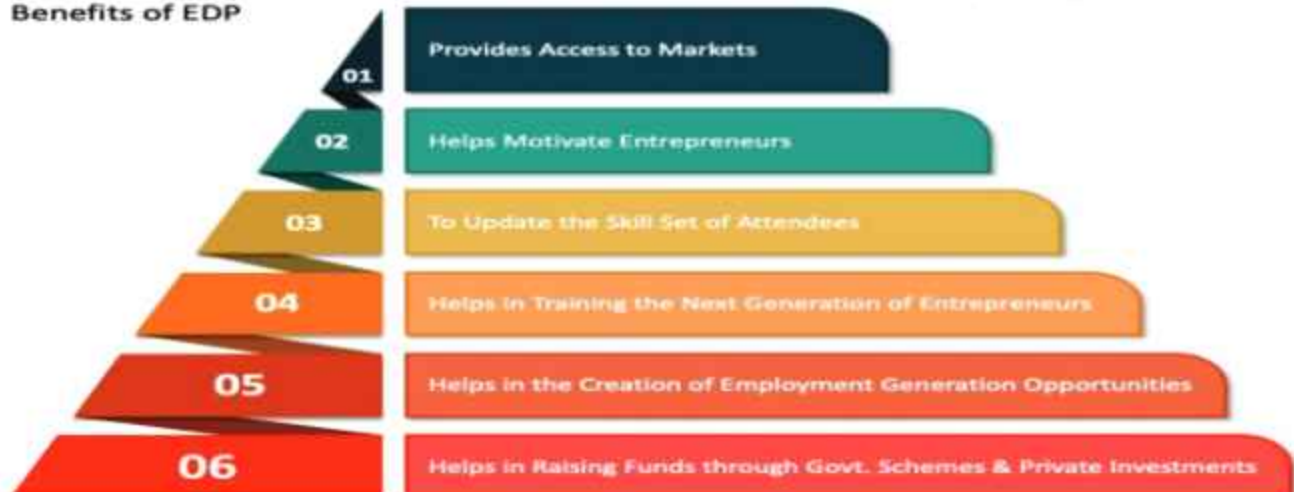 Benefits of EDP
01 Provides Access to Markets
02 Helps Motivate Entrepreneurs
03 To Update the Skill Set of Attendees
04 Helps in Training the Next Generation of Entrepreneurs
05 Helps in the Creation of Employment Generation Opportunities
06 Helps in Raising Funds through Govt. Schemes & Private Investments